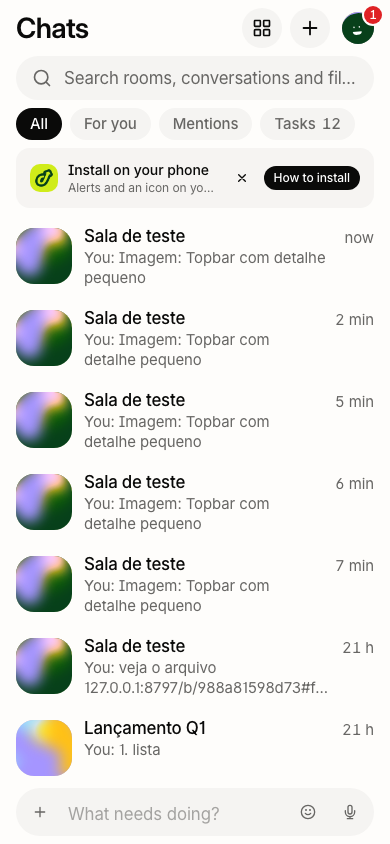 Chats
1
Search rooms, conversations and fil...
All
For you
Mentions
Tasks 12
Install on your phone
Alerts and an icon on yo...
How to install
Sala de teste
now
You: Imagem: Topbar com detalhe
pequeno
Sala de teste
2 min
You: Imagem: Topbar com
detalhe pequeno
Sala de teste
5 min
You: Imagem: Topbar com
detalhe pequeno
Sala de teste
6 min
You: Imagem: Topbar com
detalhe pequeno
Sala de teste
7 min
You: Imagem: Topbar com
detalhe pequeno
Sala de teste
21 h
You: veja o arquivo
127.0.0.1:8797/b/988a81598d73#f...
Lançamento Q1
21 h
You: 1. lista
What needs doing?